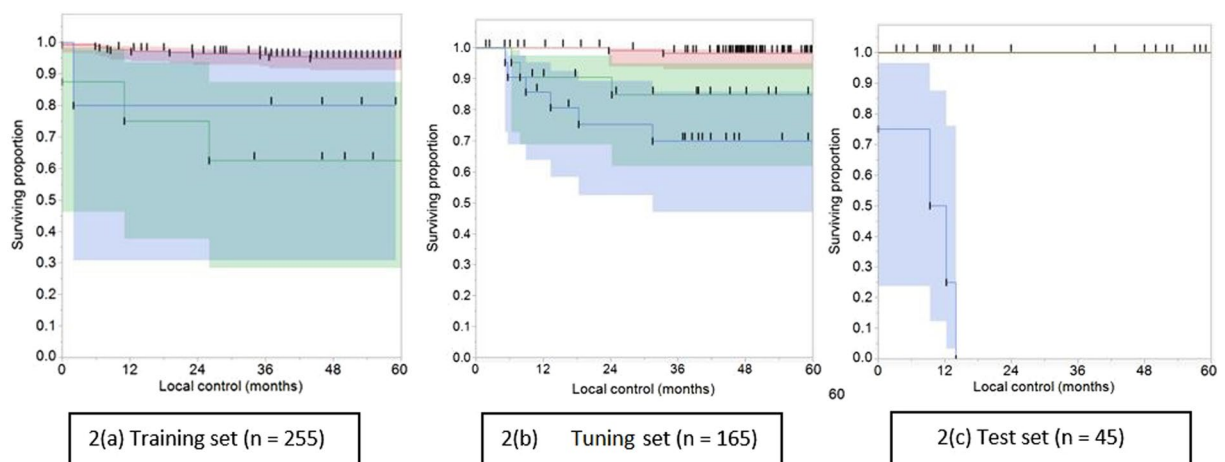 1.0
0.9
0.8
0.7
0.6
0.5
0.4
0.3
0.2
0.1
0.0
Surviving proportion
0 12 24 36 48 60
Local control (months)
2(a) Training set (n = 255)
1.0
0.9
0.8
0.7
0.6
0.5
0.4
0.3
0.2
0.1
0.0
Surviving proportion
0 12 24 36 48 60
Local control (months)
60
2(b) Tuning set (n = 165)
1.0
0.9
0.8
0.7
0.6
0.5
0.4
0.3
0.2
0.1
0.0
Surviving proportion
0 12 24 36 48 60
Local control (months)
2(c) Test set (n = 45)